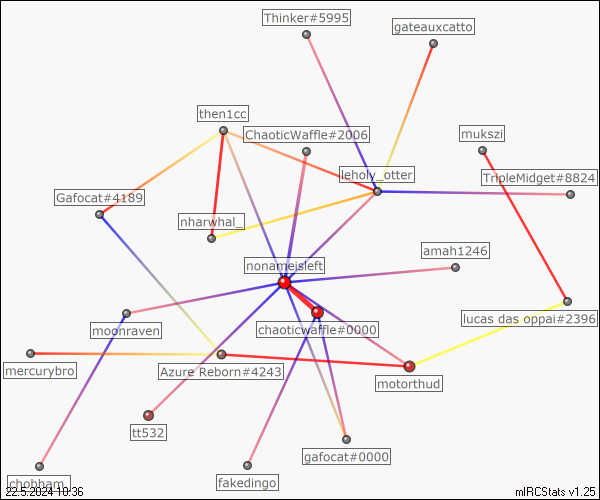 Thinker#5995
gateauxcatto
then1cc
ChaoticWaffle#2006
mukszi
leholy_otter
TripleMidget#8824
Gafocat#4189
nharwhal_
amah1246
nonameisleft
moonraven
chaoticwaffle#0000
lucas das oppai#2396
mercurybro
Azure Reborn#4243
motorthud
tt532
gafocat#0000
chobham_
fakedingo
22.5.2024 10:36
mIRCStats v1.25